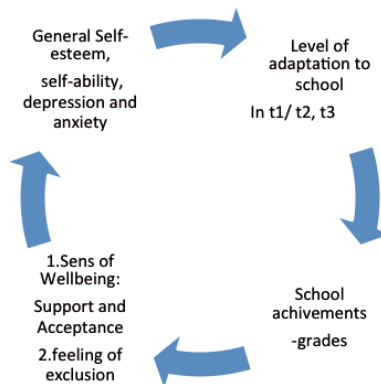 General Self-
esteem,
self-ability,
depression and
anxiety
Level of
adaptation to
school
In t1/ t2, t3
School
achivements
-grades
1.Sens of
Wellbeing:
Support and
Acceptance
2.feeling of
exclusion